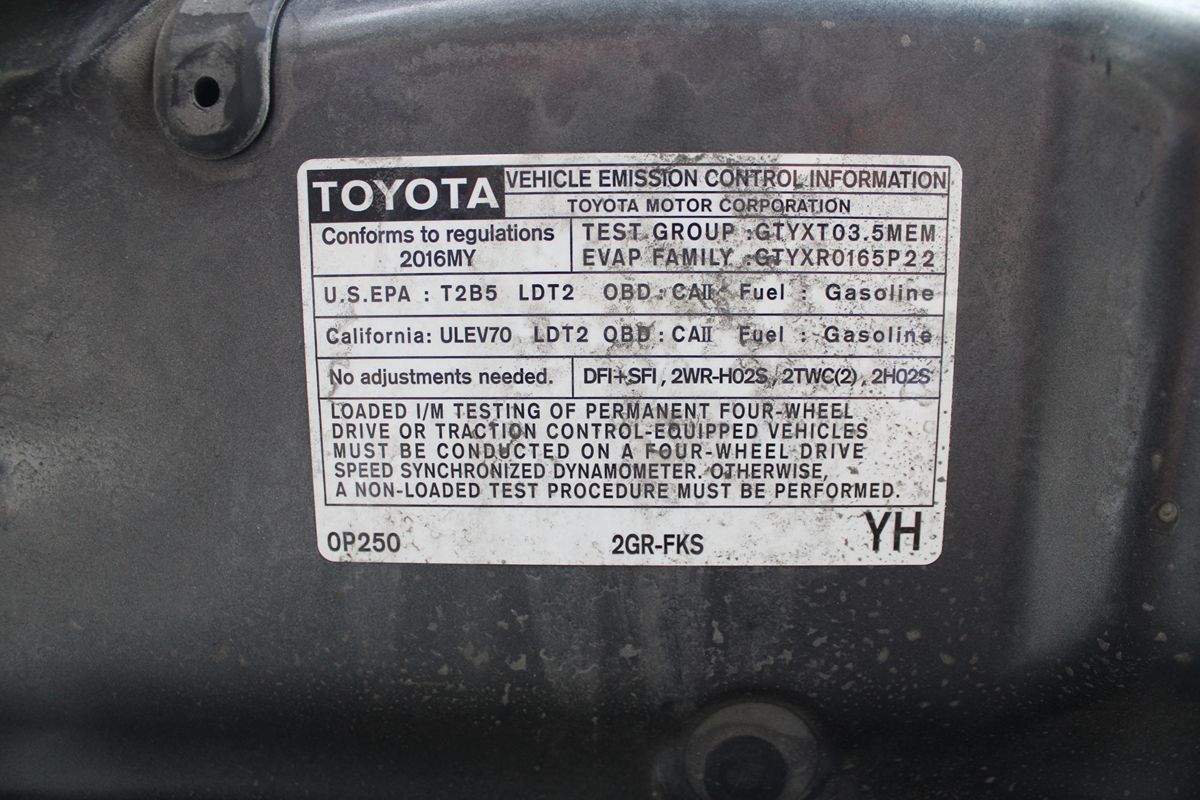 TOYOTA
VEHICLE EMISSION CONTROL INFORMATION
TOYOTA MOTOR CORPORATION
Conforms to regulations
2016MY
TEST GROUP :GTYXT03.5MEM
EVAP FAMILY :GTYXR0165P22
U.S.EPA : T2B5 LDT2 OBD : CAII Fuel : Gasoline
California: ULEV70 LDT2 OBD : CAII Fuel : Gasoline
No adjustments needed.
DFI+SFI , 2WR-HO2S , 2TWC(2) , 2HO2S
LOADED I/M TESTING OF PERMANENT FOUR-WHEEL
DRIVE OR TRACTION CONTROL-EQUIPPED VEHICLES
MUST BE CONDUCTED ON A FOUR-WHEEL DRIVE
SPEED SYNCHRONIZED DYNAMOMETER. OTHERWISE,
A NON-LOADED TEST PROCEDURE MUST BE PERFORMED.
0P250
2GR-FKS
YH